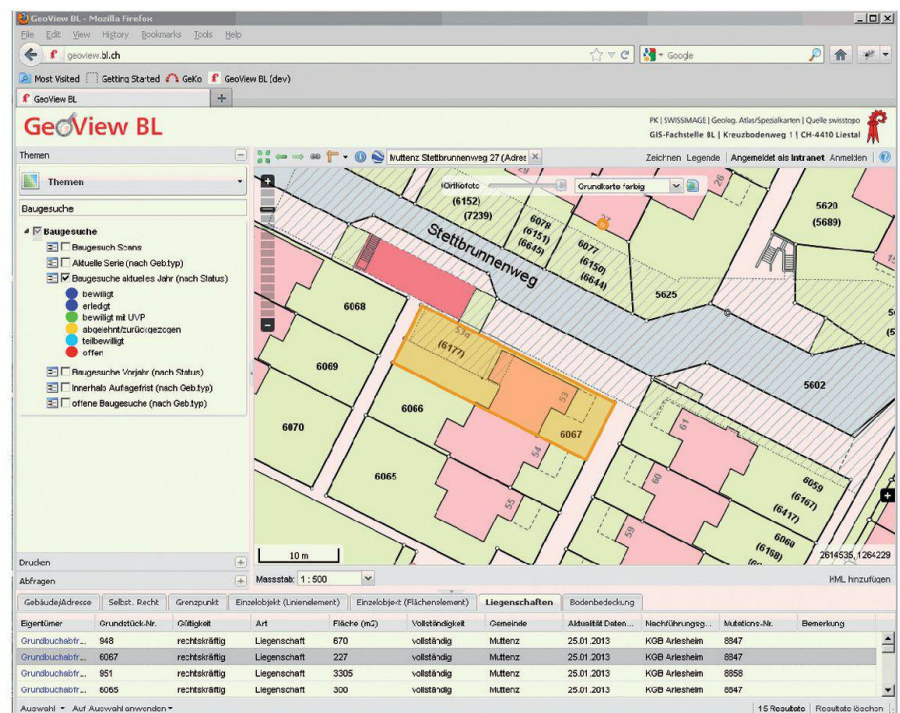 GeoView BL - Mozilla Firefox
File Edit View History Bookmarks Tools Help
geoview.bl.ch
Google
Most Visited Getting Started GeKo GeoView BL (dev)
GeoView BL
GeoView BL
PK | SWISSIMAGE | Geolog. Atlas/Spezialkarten | Quelle swisstopo
GIS-Fachstelle BL | Kreuzbodenweg 1 | CH-4410 Liestal
Themen
Muttenz Stettbrunnenweg 27 (Adres
Zeichnen Legende Angemeldet als Intranet Anmelden
Themen
Orthofoto
Grundkarte farbig
Baugesuche
Baugesuche
Baugesuch Scans
Aktuelle Serie (nach Geb.typ)
Baugesuche aktuelles Jahr (nach Status)
bewilligt
erledigt
bewilligt mit UVP
abgelehnt/zurückgezogen
teilbewilligt
offen
Baugesuche Vorjahr (nach Status)
Innerhalb Auflagefrist (nach Geb.typ)
offene Baugesuche (nach Geb.typ)
29
26
27
(6152)
(7239)
6078
(6151)
(6645)
6077
(6150)
(6644)
5620
(5689)
Stettbrunnenweg
5625
6068
53a
(6177)
5602
6069
6066
53
6067
61
6070
54
6065
60
6059
(6167)
(6417)
55
59
6060
(6168)
10 m
2614535, 1264229
Drucken
Abfragen
Massstab: 1 : 500
KML hinzufügen
Gebäude/Adresse Selbst. Recht Grenzpunkt Einzelobjekt (Linienelement) Einzelobjekt (Flächenelement) Liegenschaften Bodenbedeckung
Eigentümer Grundstück-Nr. Gültigkeit Art Fläche (m2) Vollständigkeit Gemeinde Aktualität Daten... Nachführungsg... Mutations-Nr. Bemerkung
Grundbuchabfr... 948 rechtskräftig Liegenschaft 670 vollständig Muttenz 25.01.2013 KGB Arlesheim 8847
Grundbuchabfr... 6067 rechtskräftig Liegenschaft 227 vollständig Muttenz 25.01.2013 KGB Arlesheim 8847
Grundbuchabfr... 951 rechtskräftig Liegenschaft 3305 vollständig Muttenz 25.01.2013 KGB Arlesheim 8858
Grundbuchabfr... 6065 rechtskräftig Liegenschaft 300 vollständig Muttenz 25.01.2013 KGB Arlesheim 8847
Auswahl Auf Auswahl anwenden 15 Resultate Resultate löschen